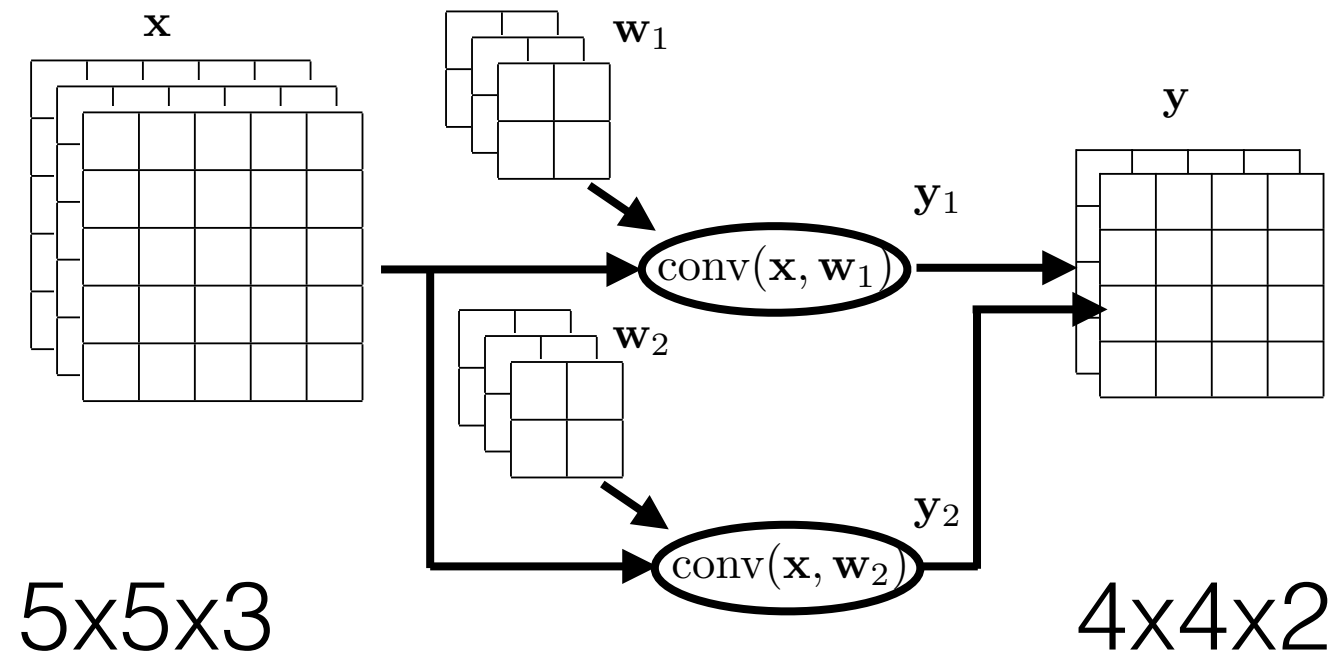 x
w₁
y
y₁
conv(x, w₁)
w₂
y₂
conv(x, w₂)
5x5x3
4x4x2